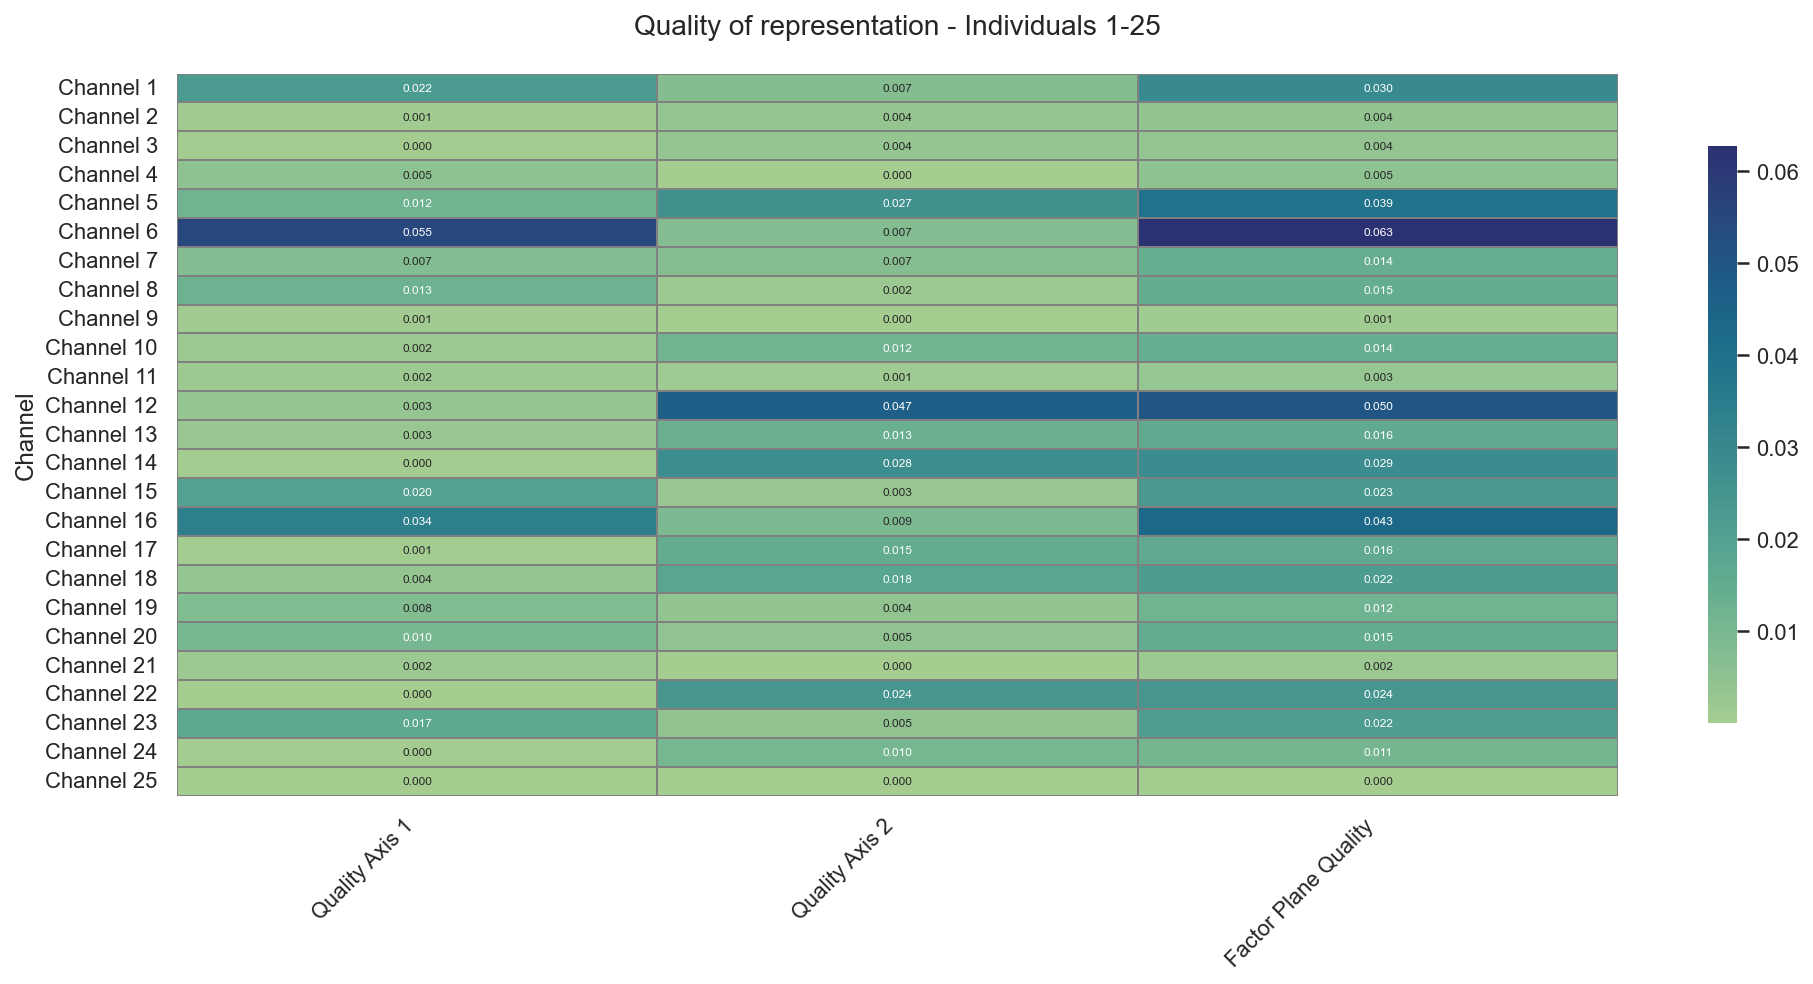 Quality of representation - Individuals 1-25
Channel
Channel 1 0.022 0.007 0.030
Channel 2 0.001 0.004 0.004
Channel 3 0.000 0.004 0.004
Channel 4 0.005 0.000 0.005
Channel 5 0.012 0.027 0.039
Channel 6 0.055 0.007 0.063
Channel 7 0.007 0.007 0.014
Channel 8 0.013 0.002 0.015
Channel 9 0.001 0.000 0.001
Channel 10 0.002 0.012 0.014
Channel 11 0.002 0.001 0.003
Channel 12 0.003 0.047 0.050
Channel 13 0.003 0.013 0.016
Channel 14 0.000 0.028 0.029
Channel 15 0.020 0.003 0.023
Channel 16 0.034 0.009 0.043
Channel 17 0.001 0.015 0.016
Channel 18 0.004 0.018 0.022
Channel 19 0.008 0.004 0.012
Channel 20 0.010 0.005 0.015
Channel 21 0.002 0.000 0.002
Channel 22 0.000 0.024 0.024
Channel 23 0.017 0.005 0.022
Channel 24 0.000 0.010 0.011
Channel 25 0.000 0.000 0.000
Quality Axis 1
Quality Axis 2
Factor Plane Quality
0.06
0.05
0.04
0.03
0.02
0.01